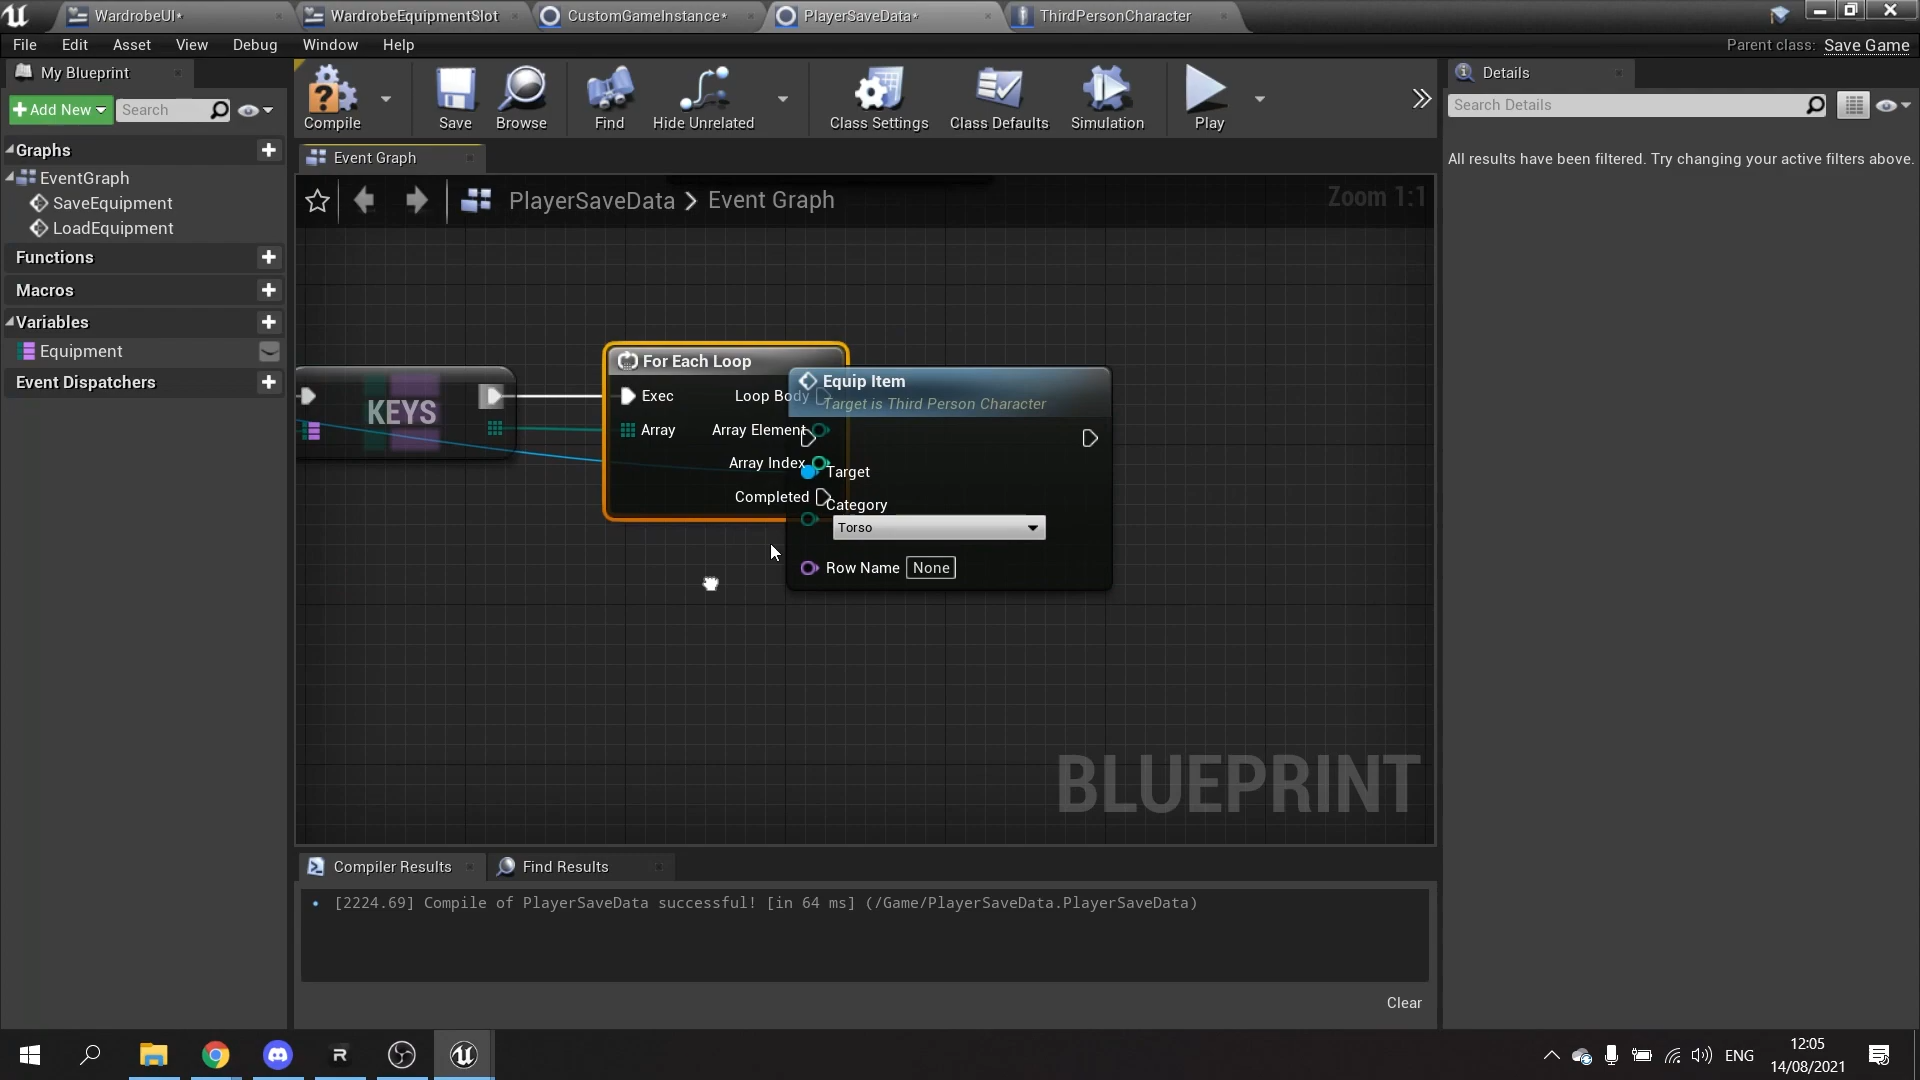 WardrobeUI*
WardrobeEquipmentSlot
CustomGameInstance*
PlayerSaveData*
ThirdPersonCharacter
File Edit Asset View Debug Window Help
Parent class: Save Game
My Blueprint
Add New
Search
Compile
Save
Browse
Find
Hide Unrelated
Class Settings
Class Defaults
Simulation
Play
Details
Search Details
All results have been filtered. Try changing your active filters above.
Graphs
EventGraph
SaveEquipment
LoadEquipment
Functions
Macros
Variables
Equipment
Event Dispatchers
Event Graph
PlayerSaveData > Event Graph
Zoom 1:1
KEYS
For Each Loop
Exec
Loop Body
Array
Array Element
Array Index
Completed
Equip Item
Target is Third Person Character
Target
Category
Torso
Row Name None
BLUEPRINT
Compiler Results
Find Results
[2224.69] Compile of PlayerSaveData successful! [in 64 ms] (/Game/PlayerSaveData.PlayerSaveData)
Clear
ENG
12:05
14/08/2021